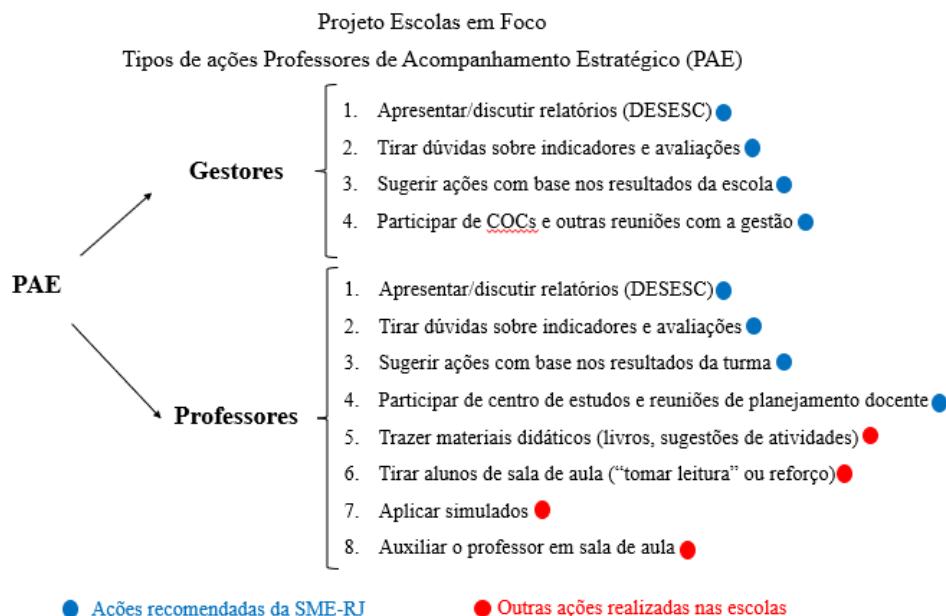 Projeto Escolas em Foco
Tipos de ações Professores de Acompanhamento Estratégico (PAE)
PAE
Gestores
1. Apresentar/discutir relatórios (DESESC)
2. Tirar dúvidas sobre indicadores e avaliações
3. Sugerir ações com base nos resultados da escola
4. Participar de COCs e outras reuniões com a gestão
Professores
1. Apresentar/discutir relatórios (DESESC)
2. Tirar dúvidas sobre indicadores e avaliações
3. Sugerir ações com base nos resultados da turma
4. Participar de centro de estudos e reuniões de planejamento docente
5. Trazer materiais didáticos (livros, sugestões de atividades)
6. Tirar alunos de sala de aula (“tomar leitura” ou reforço)
7. Aplicar simulados
8. Auxiliar o professor em sala de aula
Ações recomendadas da SME-RJ
Outras ações realizadas nas escolas